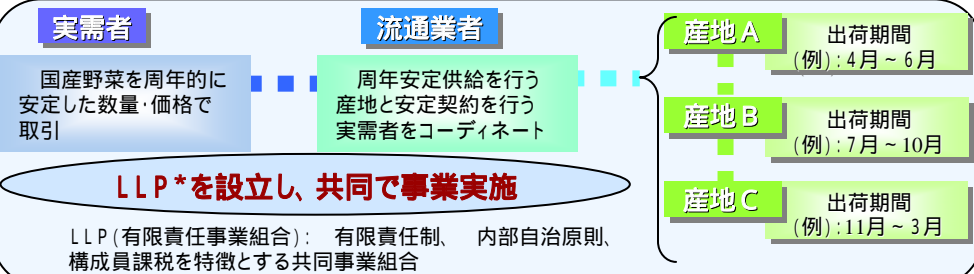 実需者
国産野菜を周年的に
安定した数量･価格で
取引
流通業者
周年安定供給を行う
産地と安定契約を行う
実需者をコーディネート
産地A
出荷期間
(例):4月~6月
産地B
出荷期間
(例):7月~10月
産地C
出荷期間
(例):11月~3月
LLP*を設立し、共同で事業実施
LLP(有限責任事業組合): 有限責任制、 内部自治原則、
構成員課税を特徴とする共同事業組合